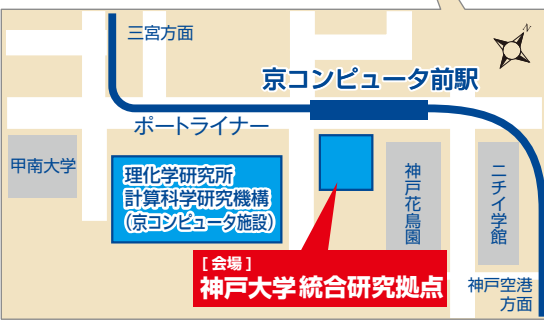 三宮方面
N
京コンピュータ前駅
ポートライナー
甲南大学
理化学研究所
計算科学研究機構
(京コンピュータ施設)
神戸花鳥園
ニチイ学館
[会場]
神戸大学統合研究拠点
神戸空港
方面